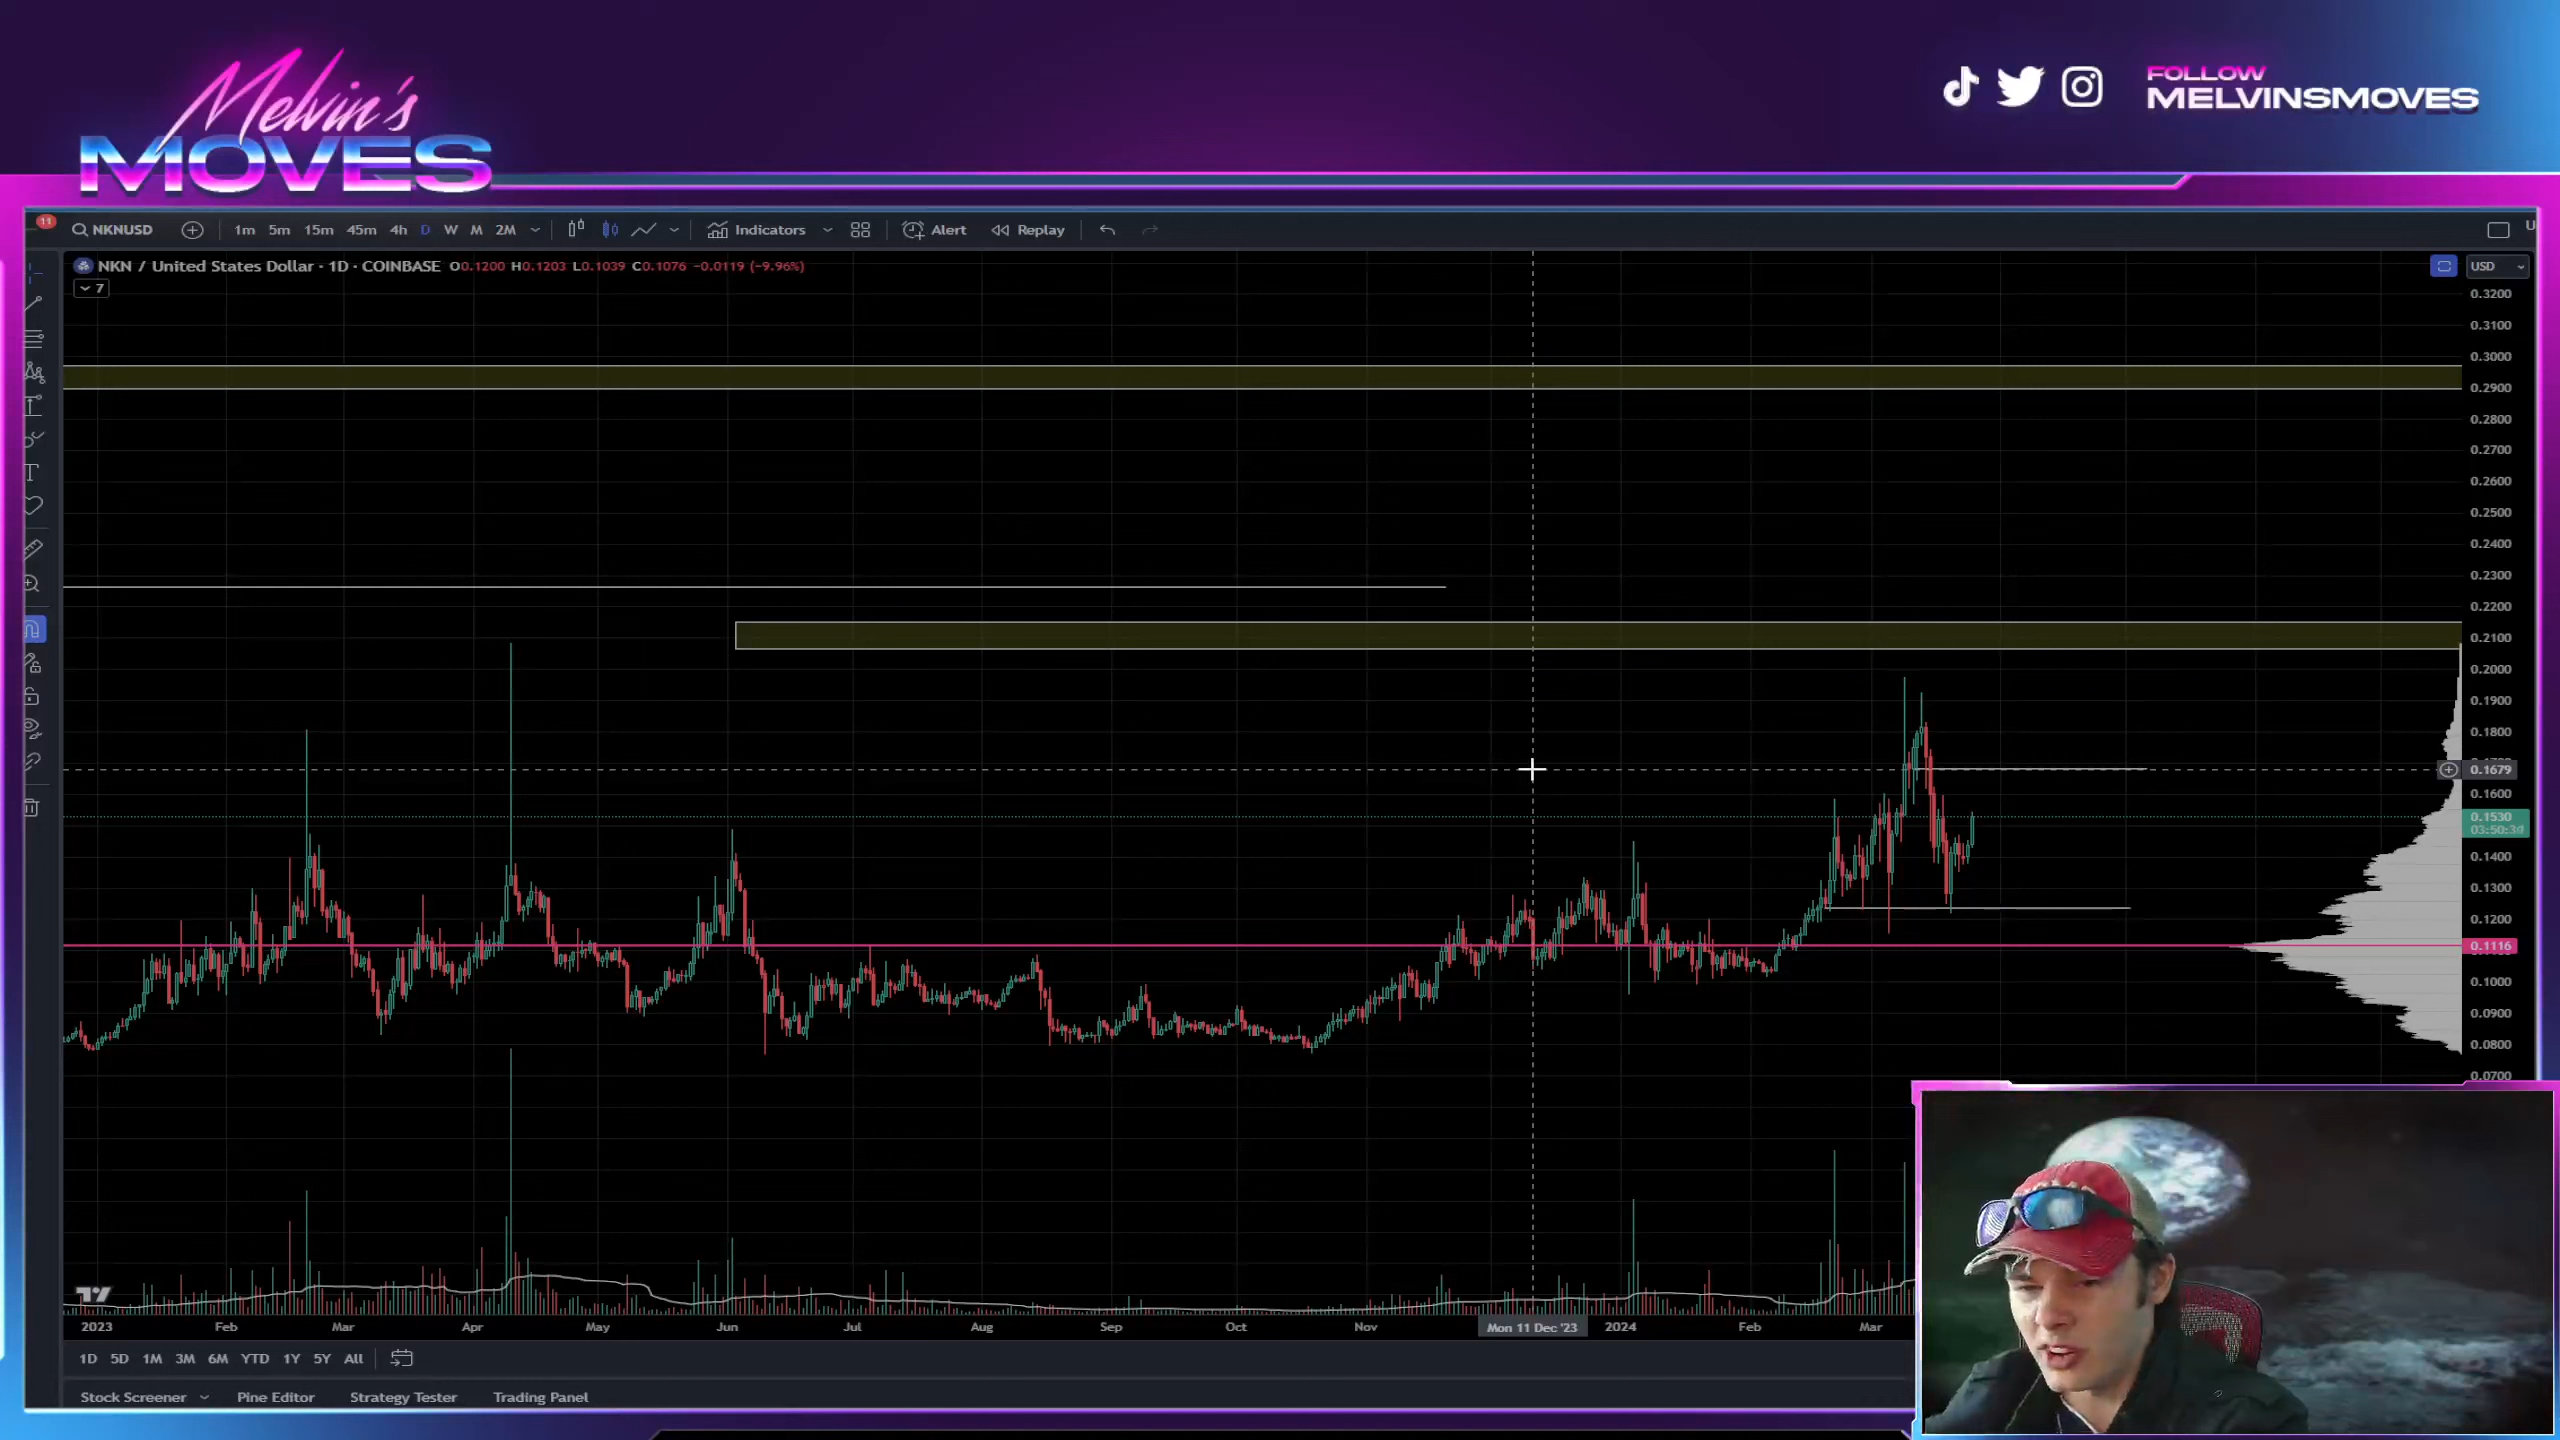 Melvin's
MOVES
FOLLOW
MELVINSMOVES
11
NKNUSD
1m 5m 15m 45m 4h D W M 2M
Indicators
Alert
Replay
U
NKN / United States Dollar · 1D · COINBASE O0.1200 H0.1203 L0.1039 C0.1076 -0.0119 (-9.96%)
7
USD
0.3200
0.3100
0.3000
0.2900
0.2800
0.2700
0.2600
0.2500
0.2400
0.2300
0.2200
0.2100
0.2000
0.1900
0.1800
0.1679
0.1600
0.1530
0.1400
0.1300
0.1200
0.1116
0.1000
0.0900
0.0800
0.0700
2023 Feb Mar Apr May Jun Jul Aug Sep Oct Nov Mon 11 Dec '23 2024 Feb Mar
1D 5D 1M 3M 6M YTD 1Y 5Y All
Stock Screener Pine Editor Strategy Tester Trading Panel